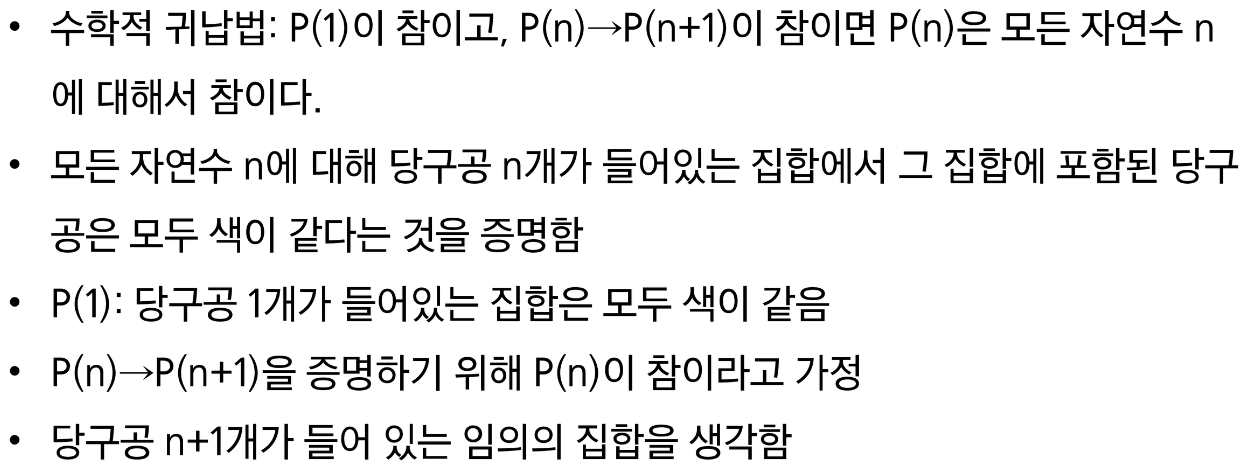 • 수학적 귀납법: P(1)이 참이고, P(n)→P(n+1)이 참이면 P(n)은 모든 자연수 n
에 대해서 참이다.
• 모든 자연수 n에 대해 당구공 n개가 들어있는 집합에서 그 집합에 포함된 당구
공은 모두 색이 같다는 것을 증명함
• P(1): 당구공 1개가 들어있는 집합은 모두 색이 같음
• P(n)→P(n+1)을 증명하기 위해 P(n)이 참이라고 가정
• 당구공 n+1개가 들어 있는 임의의 집합을 생각함